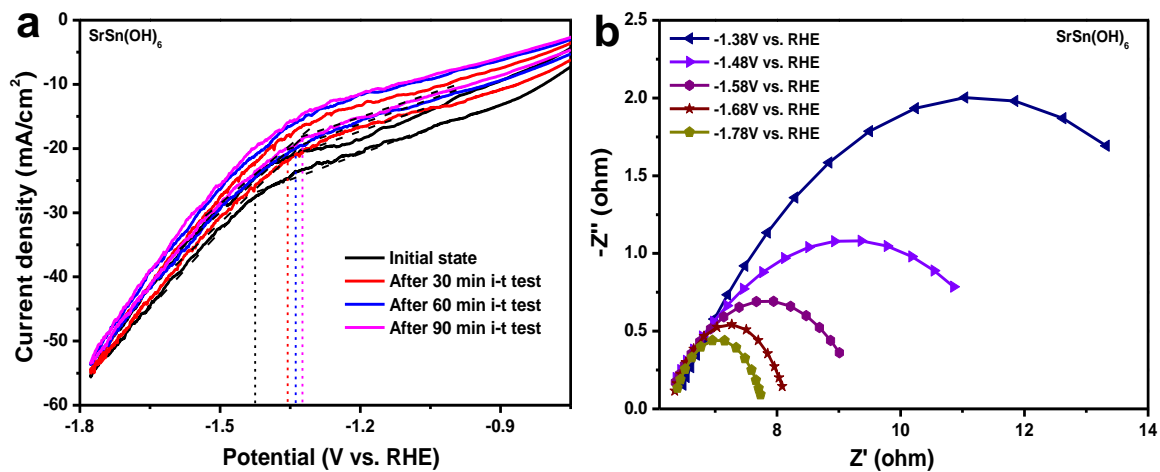 a
SrSn(OH)₆
Current density (mA/cm²)
0
-10
-20
-30
-40
-50
-60
-1.8
-1.5
-1.2
-0.9
Potential (V vs. RHE)
Initial state
After 30 min i-t test
After 60 min i-t test
After 90 min i-t test
b
SrSn(OH)₆
-1.38V vs. RHE
-1.48V vs. RHE
-1.58V vs. RHE
-1.68V vs. RHE
-1.78V vs. RHE
-Z'' (ohm)
2.5
2.0
1.5
1.0
0.5
0.0
8
10
12
14
Z' (ohm)